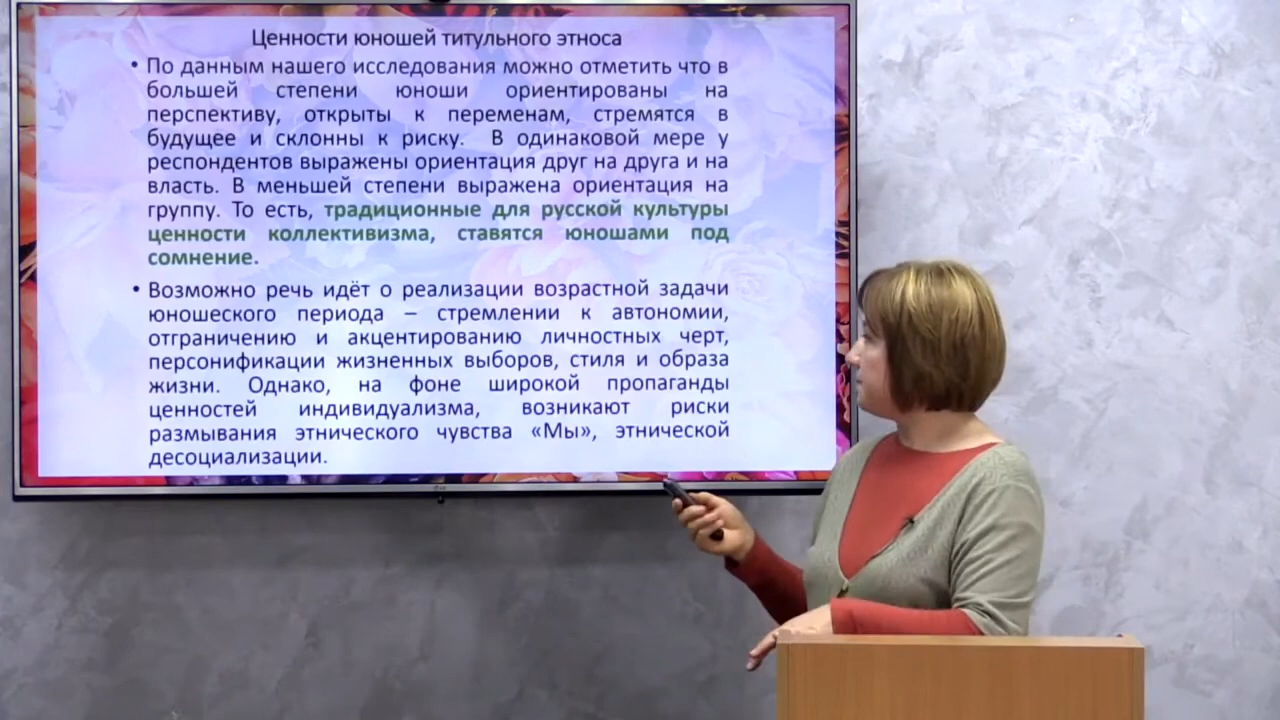 Ценности юношей титульного этноса
• По данным нашего исследования можно отметить что в
большей степени юноши ориентированы на
перспективу, открыты к переменам, стремятся в
будущее и склонны к риску. В одинаковой мере у
респондентов выражены ориентация друг на друга и на
власть. В меньшей степени выражена ориентация на
группу. То есть, традиционные для русской культуры
ценности коллективизма, ставятся юношами под
сомнение.
• Возможно речь идёт о реализации возрастной задачи
юношеского периода – стремлении к автономии,
отграничению и акцентированию личностных черт,
персонификации жизненных выборов, стиля и образа
жизни. Однако, на фоне широкой пропаганды
ценностей индивидуализма, возникают риски
размывания этнического чувства «Мы», этнической
десоциализации.